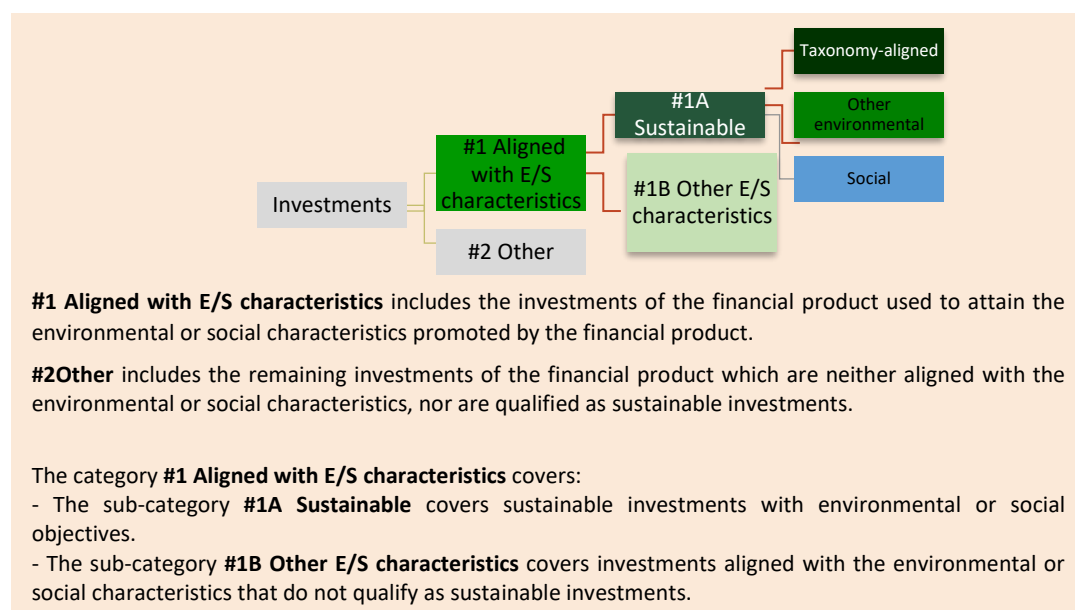 Taxonomy-aligned
#1A
Sustainable
Other
environmental
#1 Aligned
with E/S
characteristics
#1B Other E/S
characteristics
Social
Investments
#2 Other
#1 Aligned with E/S characteristics includes the investments of the financial product used to attain the
environmental or social characteristics promoted by the financial product.
#2Other includes the remaining investments of the financial product which are neither aligned with the
environmental or social characteristics, nor are qualified as sustainable investments.
The category #1 Aligned with E/S characteristics covers:
- The sub-category #1A Sustainable covers sustainable investments with environmental or social
objectives.
- The sub-category #1B Other E/S characteristics covers investments aligned with the environmental or
social characteristics that do not qualify as sustainable investments.